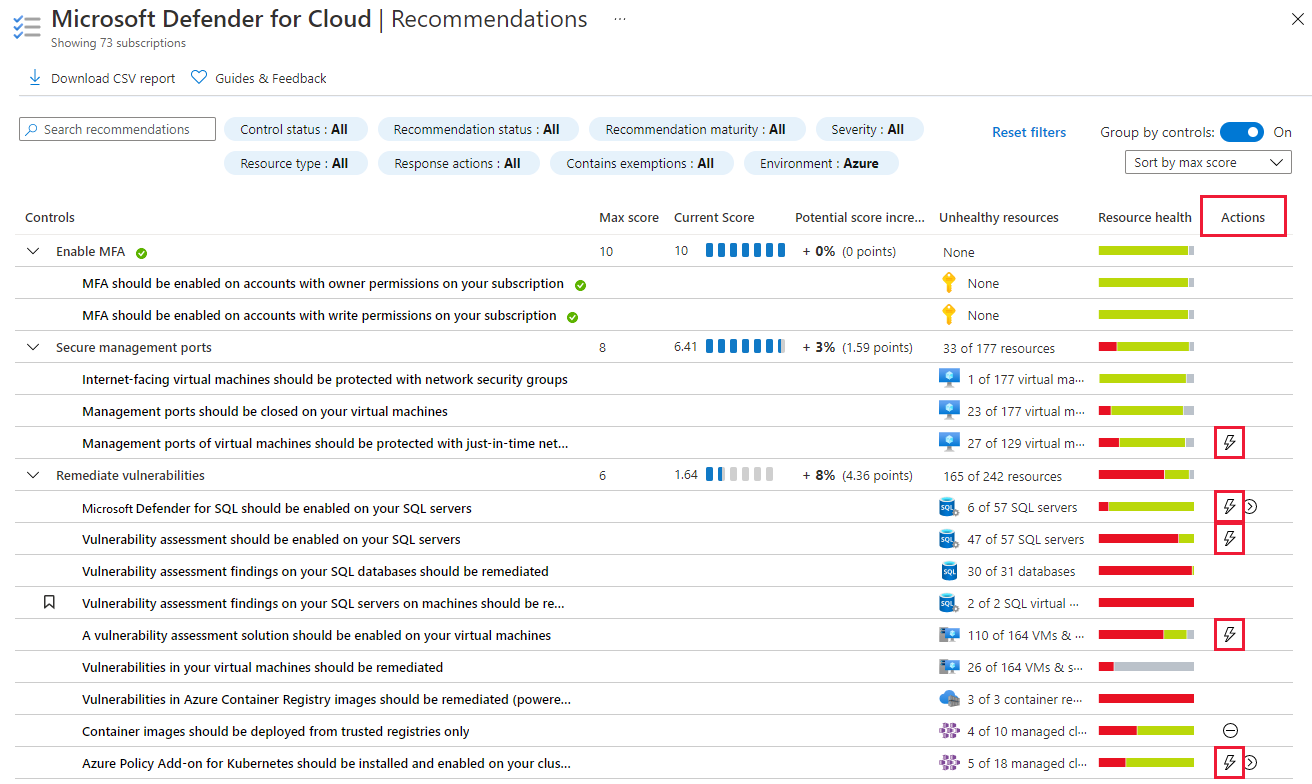 Microsoft Defender for Cloud | Recommendations ...
Showing 73 subscriptions
Download CSV report Guides & Feedback
Search recommendations Control status : All Recommendation status : All Recommendation maturity : All Severity : All Reset filters Group by controls: On
Resource type : All Response actions : All Contains exemptions : All Environment : Azure Sort by max score
Controls Max score Current Score Potential score incre... Unhealthy resources Resource health Actions
Enable MFA 10 10 + 0% (0 points) None
MFA should be enabled on accounts with owner permissions on your subscription None
MFA should be enabled on accounts with write permissions on your subscription None
Secure management ports 8 6.41 + 3% (1.59 points) 33 of 177 resources
Internet-facing virtual machines should be protected with network security groups 1 of 177 virtual ma...
Management ports should be closed on your virtual machines 23 of 177 virtual m...
Management ports of virtual machines should be protected with just-in-time net... 27 of 129 virtual m...
Remediate vulnerabilities 6 1.64 + 8% (4.36 points) 165 of 242 resources
Microsoft Defender for SQL should be enabled on your SQL servers SQL 6 of 57 SQL servers
Vulnerability assessment should be enabled on your SQL servers SQL 47 of 57 SQL servers
Vulnerability assessment findings on your SQL databases should be remediated SQL 30 of 31 databases
Vulnerability assessment findings on your SQL servers on machines should be re... SQL 2 of 2 SQL virtual ...
A vulnerability assessment solution should be enabled on your virtual machines 110 of 164 VMs & ...
Vulnerabilities in your virtual machines should be remediated 26 of 164 VMs & s...
Vulnerabilities in Azure Container Registry images should be remediated (powere... 3 of 3 container re...
Container images should be deployed from trusted registries only 4 of 10 managed cl...
Azure Policy Add-on for Kubernetes should be installed and enabled on your clus... 5 of 18 managed cl...